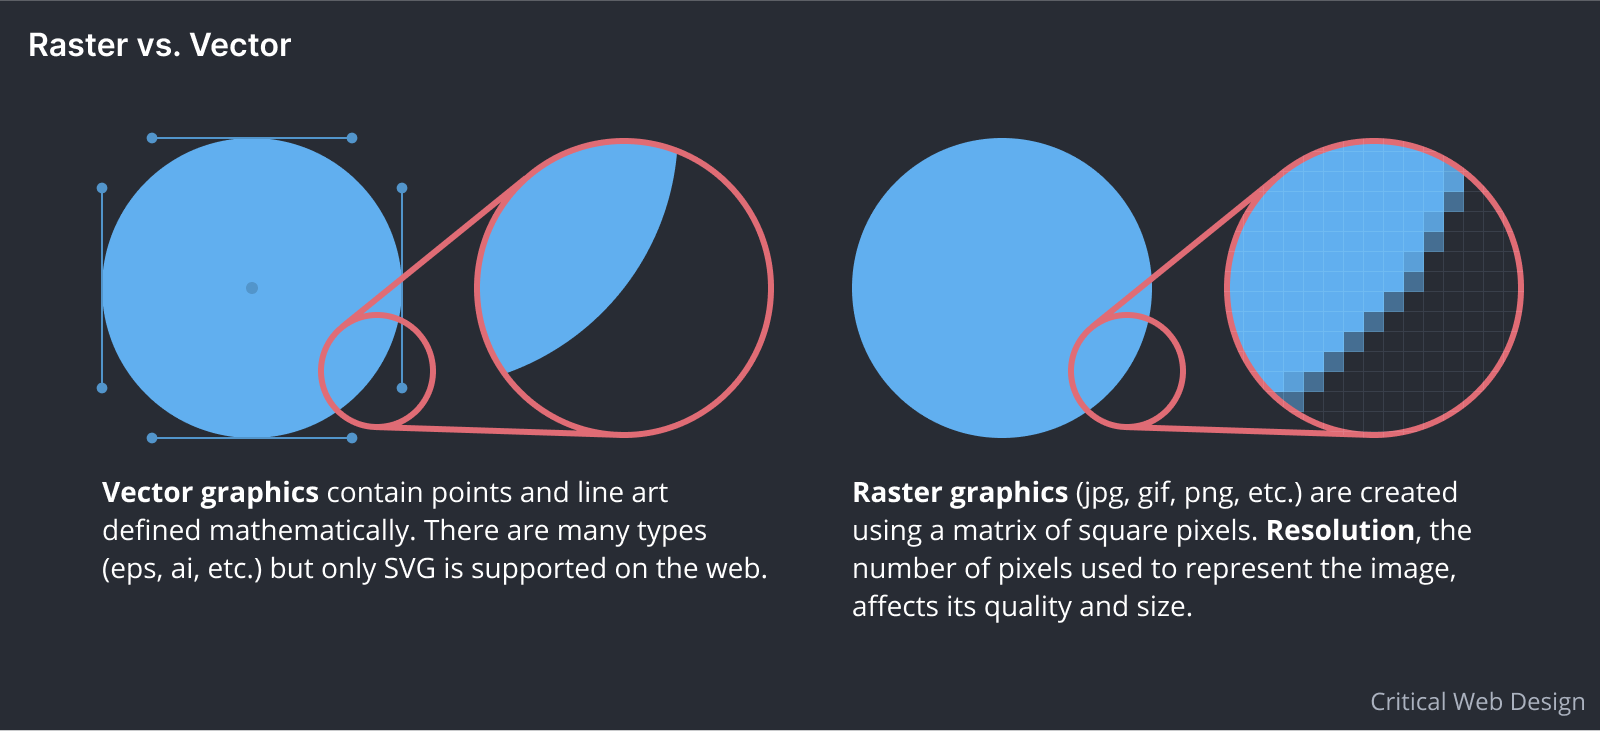 Raster vs. Vector
Vector graphics contain points and line art
defined mathematically. There are many types
(eps, ai, etc.) but only SVG is supported on the web.
Raster graphics (jpg, gif, png, etc.) are created
using a matrix of square pixels. Resolution, the
number of pixels used to represent the image,
affects its quality and size.
Critical Web Design